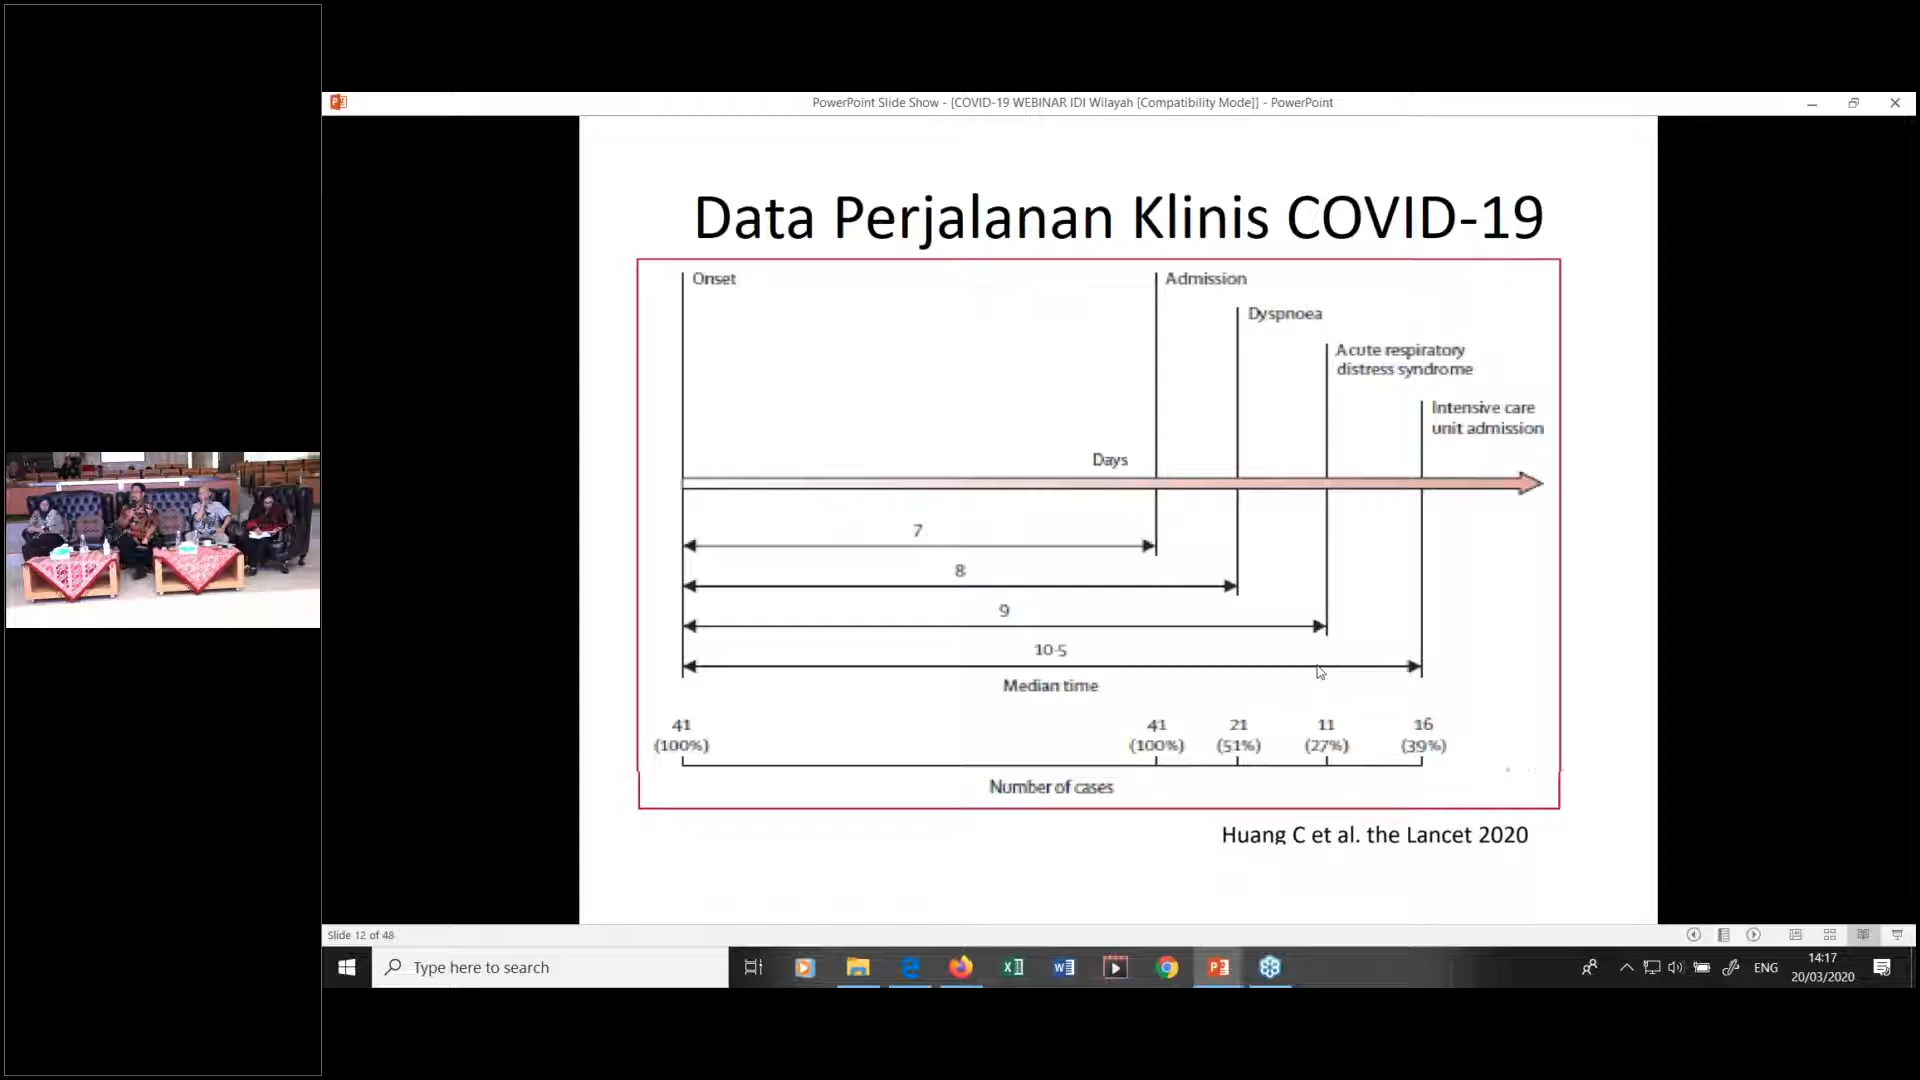 PowerPoint Slide Show - [COVID-19 WEBINAR IDI Wilayah [Compatibility Mode]] - PowerPoint
Data Perjalanan Klinis COVID-19
Onset
Admission
Dyspnoea
Acute respiratory
distress syndrome
Intensive care
unit admission
Days
7
8
9
10·5
Median time
41 41 21 11 16
(100%) (100%) (51%) (27%) (39%)
Number of cases
Huang C et al. the Lancet 2020
Slide 12 of 48
Type here to search
ENG
14:17
20/03/2020